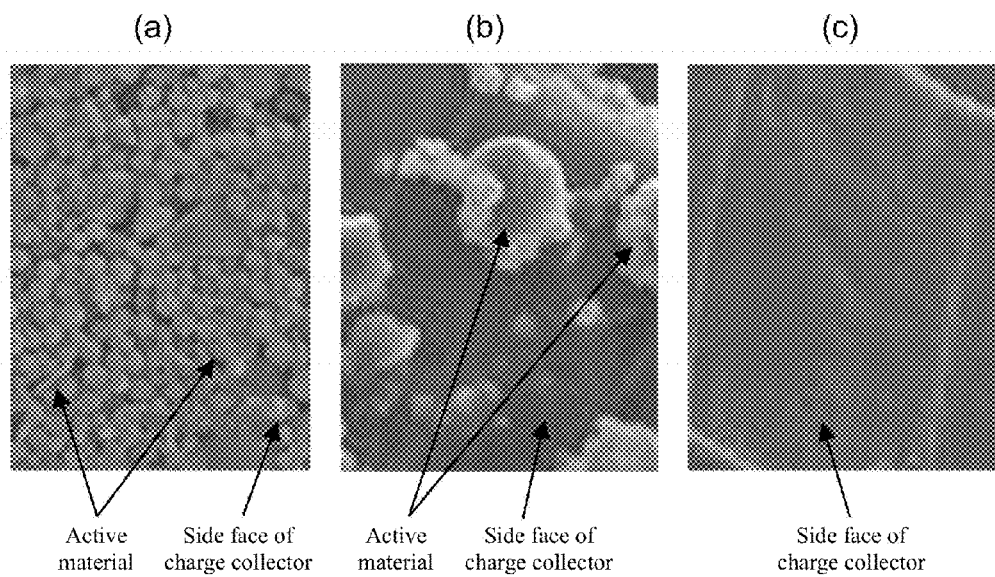 (a)
(b)
(c)
Active
material
Side face of
charge collector
Active
material
Side face of
charge collector
Side face of
charge collector